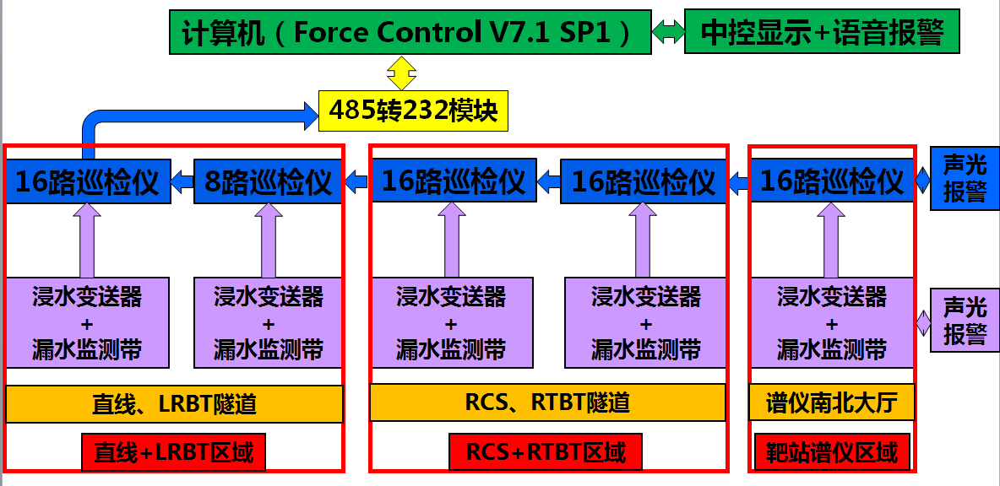 计算机（Force Control V7.1 SP1）
中控显示+语音报警
485转232模块
16路巡检仪
8路巡检仪
16路巡检仪
16路巡检仪
16路巡检仪
声光
报警
浸水变送器
+
漏水监测带
浸水变送器
+
漏水监测带
浸水变送器
+
漏水监测带
浸水变送器
+
漏水监测带
浸水变送器
+
漏水监测带
声光
报警
直线、LRBT隧道
RCS、RTBT隧道
谱仪南北大厅
直线+LRBT区域
RCS+RTBT区域
靶站谱仪区域